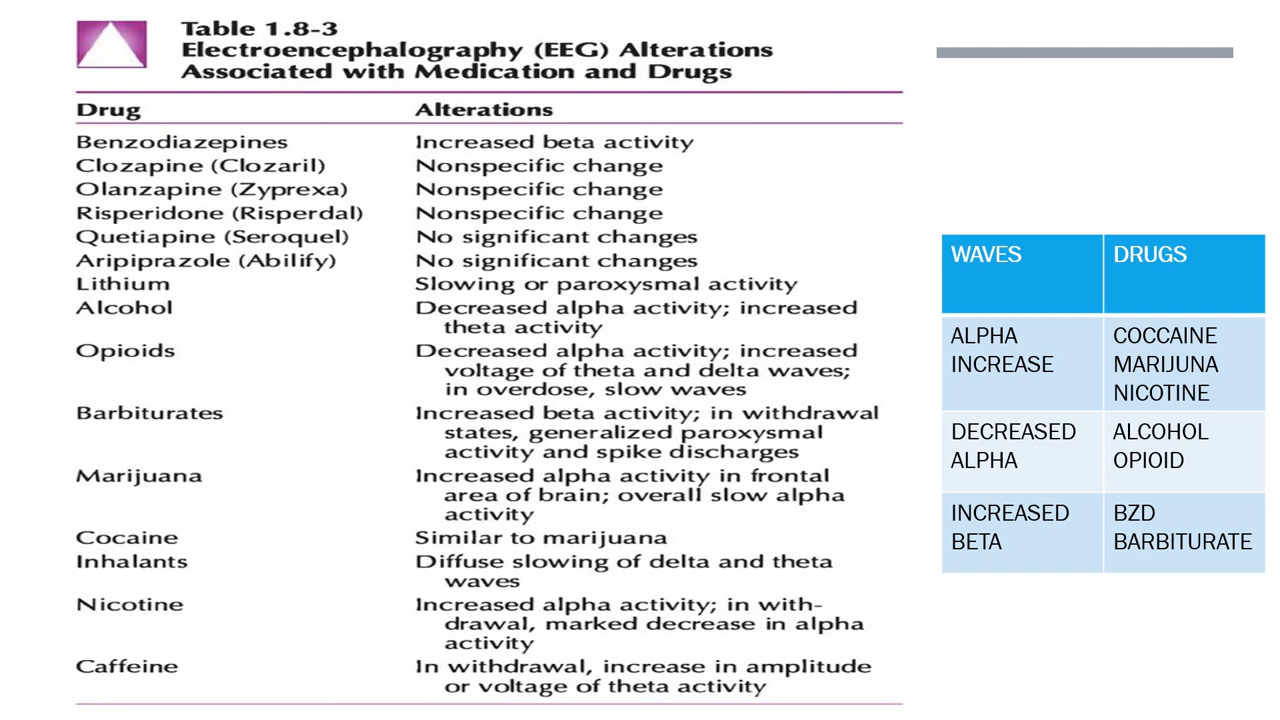 Table 1.8-3
Electroencephalography (EEG) Alterations
Associated with Medication and Drugs
Drug Alterations
Benzodiazepines Increased beta activity
Clozapine (Clozaril) Nonspecific change
Olanzapine (Zyprexa) Nonspecific change
Risperidone (Risperdal) Nonspecific change
Quetiapine (Seroquel) No significant changes
Aripiprazole (Abilify) No significant changes
Lithium Slowing or paroxysmal activity
Alcohol Decreased alpha activity; increased
theta activity
Opioids Decreased alpha activity; increased
voltage of theta and delta waves;
in overdose, slow waves
Barbiturates Increased beta activity; in withdrawal
states, generalized paroxysmal
activity and spike discharges
Marijuana Increased alpha activity in frontal
area of brain; overall slow alpha
activity
Cocaine Similar to marijuana
Inhalants Diffuse slowing of delta and theta
waves
Nicotine Increased alpha activity; in with-
drawal, marked decrease in alpha
activity
Caffeine In withdrawal, increase in amplitude
or voltage of theta activity
WAVES DRUGS
ALPHA COCCAINE
INCREASE MARIJUNA
NICOTINE
DECREASED ALCOHOL
ALPHA OPIOID
INCREASED BZD
BETA BARBITURATE